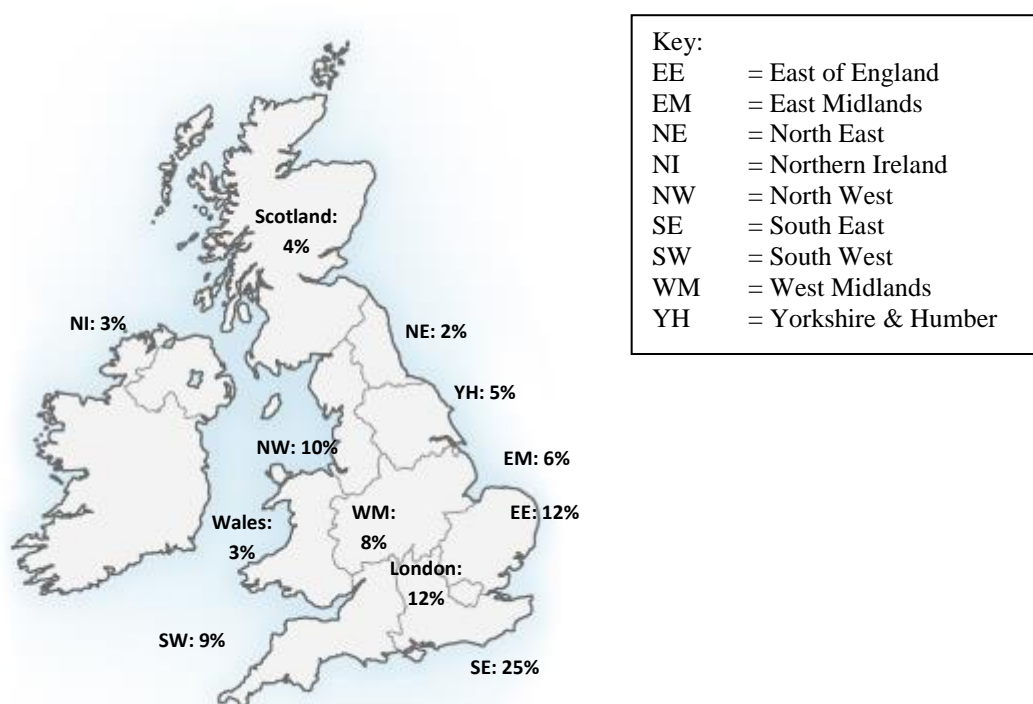 Scotland:
4%
NI: 3%
NE: 2%
YH: 5%
NW: 10%
EM: 6%
Wales:
3%
WM:
8%
EE: 12%
London:
12%
SW: 9%
SE: 25%
Key:
EE = East of England
EM = East Midlands
NE = North East
NI = Northern Ireland
NW = North West
SE = South East
SW = South West
WM = West Midlands
YH = Yorkshire & Humber